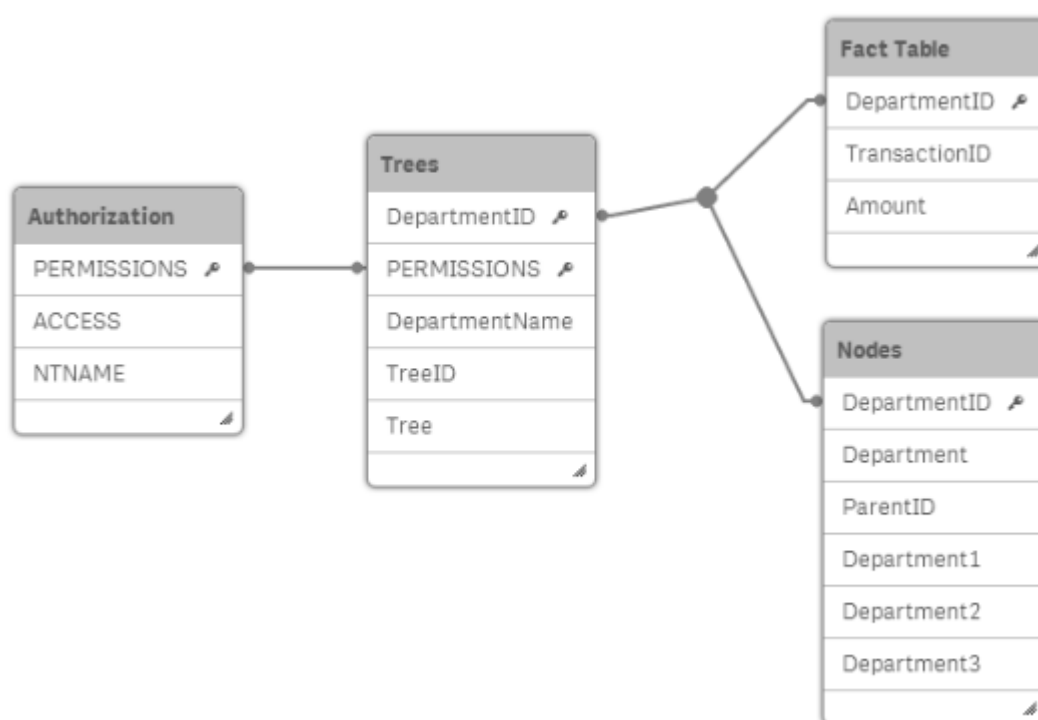 Authorization
PERMISSIONS
ACCESS
NTNAME
Trees
DepartmentID
PERMISSIONS
DepartmentName
TreeID
Tree
Fact Table
DepartmentID
TransactionID
Amount
Nodes
DepartmentID
Department
ParentID
Department1
Department2
Department3